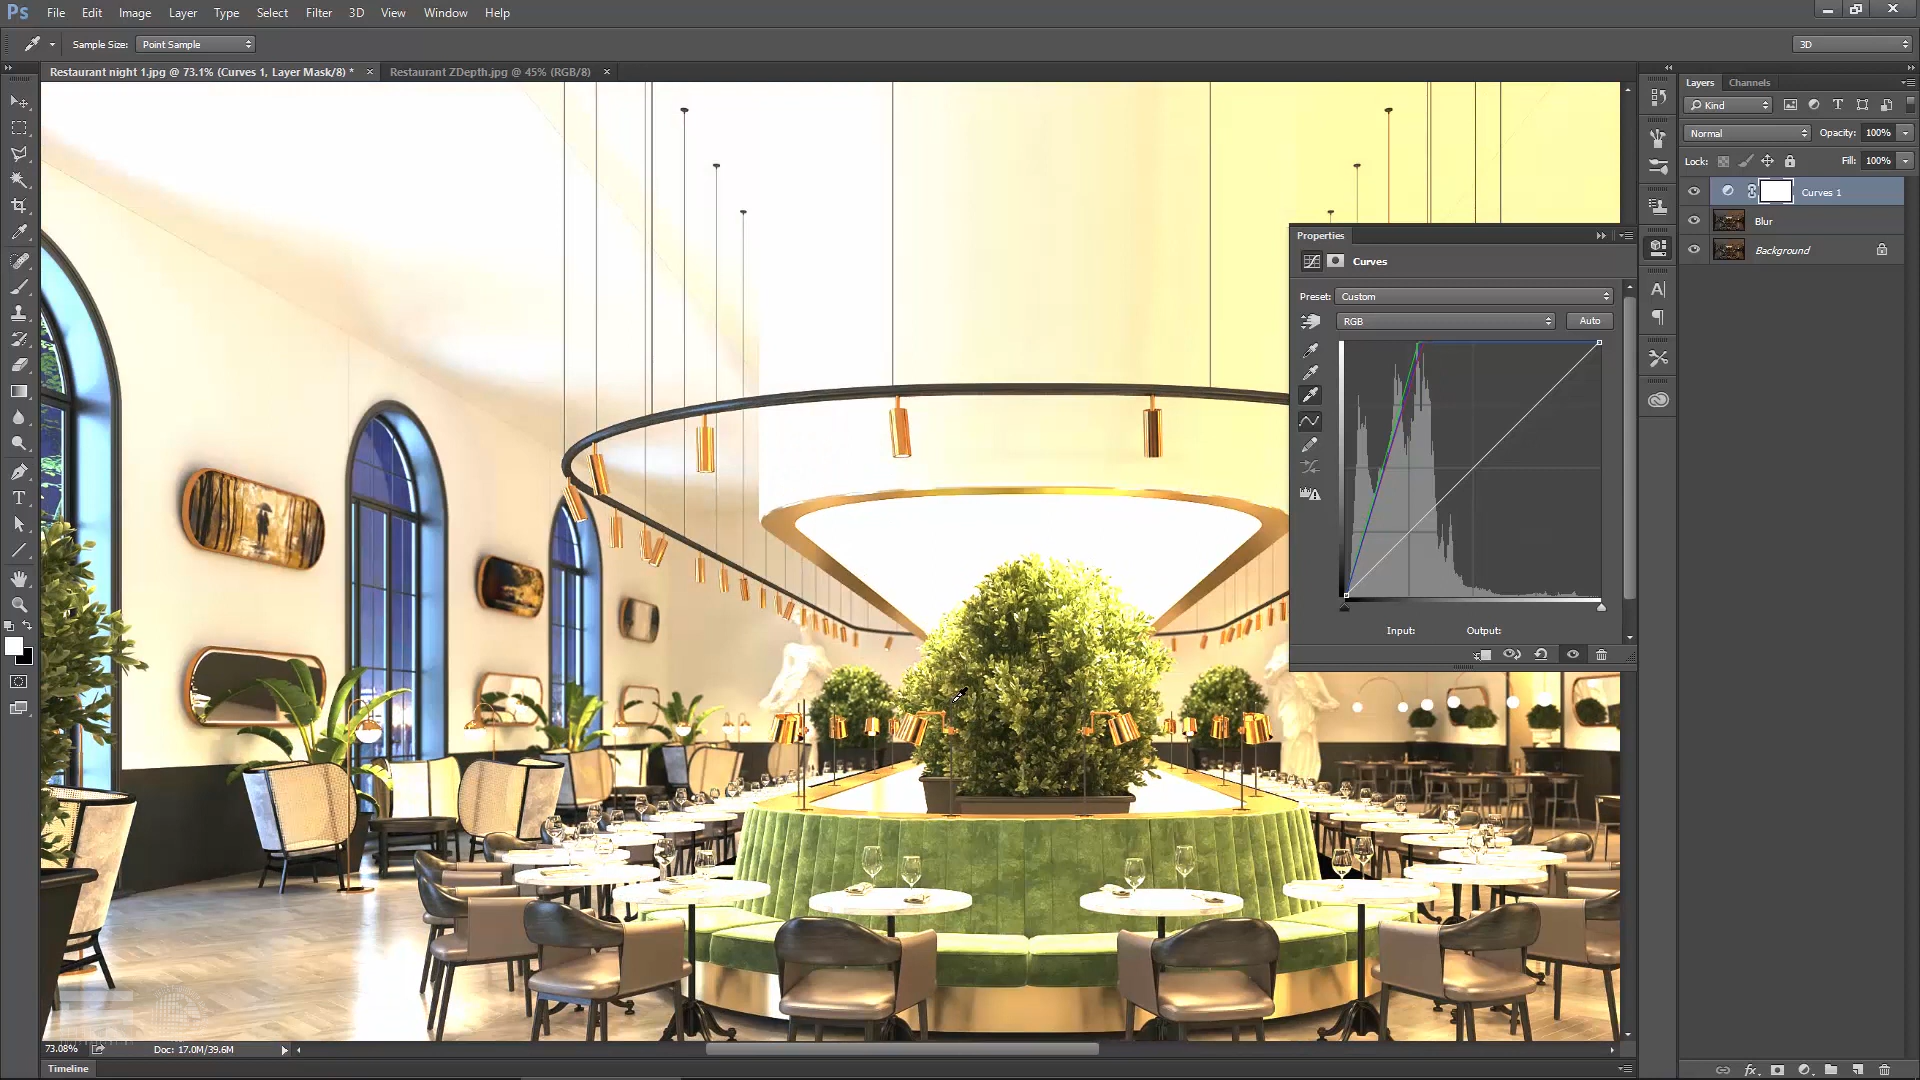 Ps File Edit Image Layer Type Select Filter 3D View Window Help
Sample Size: Point Sample 3D
Restaurant night 1.jpg @ 73.1% (Curves 1, Layer Mask/8) * × Restaurant ZDepth.jpg @ 45% (RGB/8) ×
Layers Channels
Kind
Normal Opacity: 100%
Lock: Fill: 100%
Curves 1
Blur
Background
Properties
Curves
Preset: Custom
RGB Auto
Input: Output:
73.08% Doc: 17.0M/39.6M
Timeline